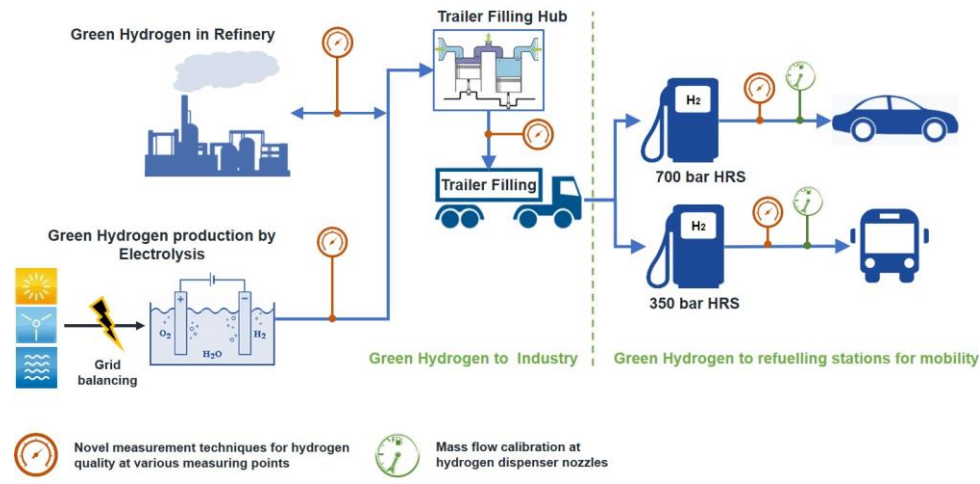 Green Hydrogen in Refinery
Trailer Filling Hub
Trailer Filling
H2
700 bar HRS
H2
350 bar HRS
Green Hydrogen production by
Electrolysis
+
−
O2
H2
H2O
Grid
balancing
Green Hydrogen to Industry
Green Hydrogen to refuelling stations for mobility
Novel measurement techniques for hydrogen
quality at various measuring points
Mass flow calibration at
hydrogen dispenser nozzles